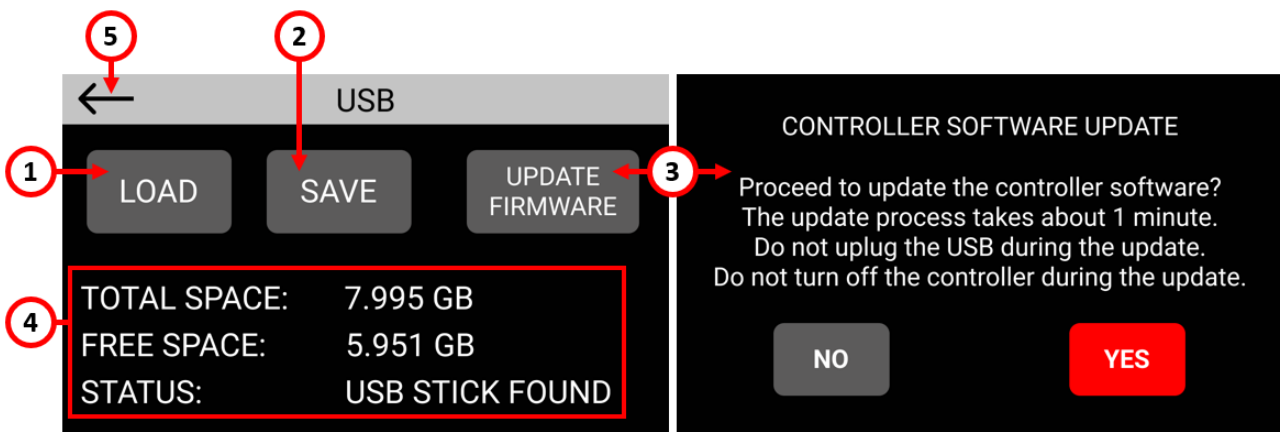 5
2
USB
1
LOAD
SAVE
UPDATE
FIRMWARE
3
4
TOTAL SPACE: 7.995 GB
FREE SPACE: 5.951 GB
STATUS: USB STICK FOUND
CONTROLLER SOFTWARE UPDATE
Proceed to update the controller software?
The update process takes about 1 minute.
Do not uplug the USB during the update.
Do not turn off the controller during the update.
NO
YES